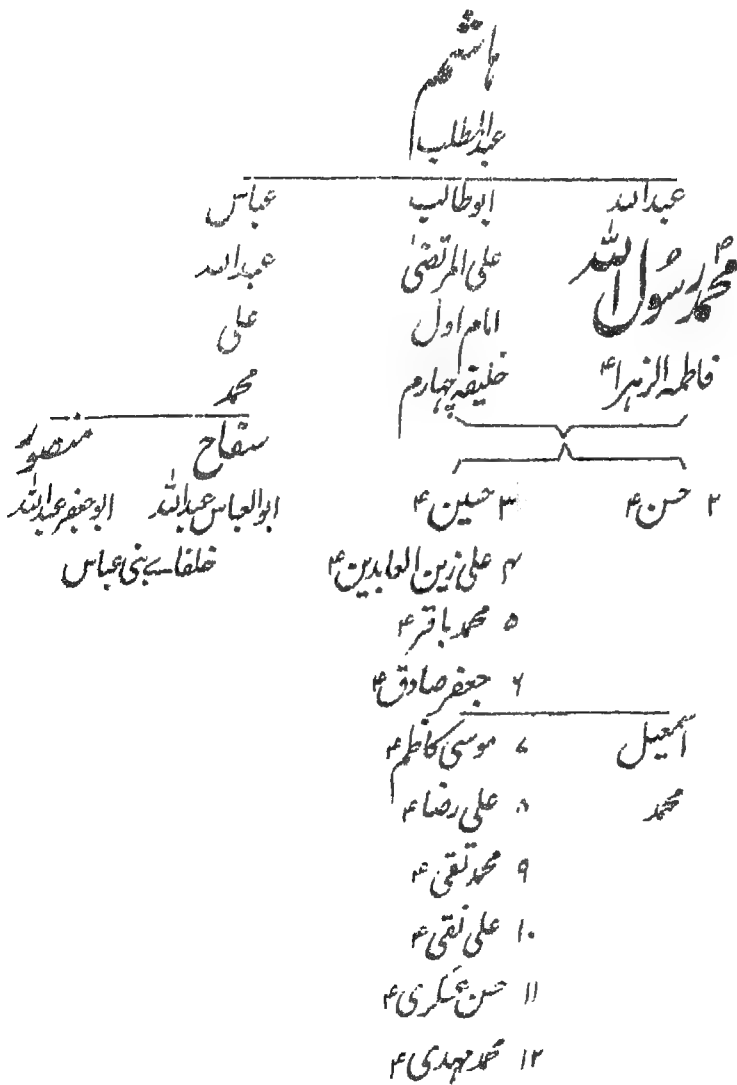 ہاشم
عبدالمطلب
عبداللہ ابوطالب عباس
محمد رسول اللہ ؐ علی المرتضیٰ عبداللہ
امام اول علی
فاطمہ الزہراؑ خلیفہ چہارم محمد
سفاح منصور
۲ حسنؑ ۳ حسینؑ ابوالعباس عبداللہ ابوجعفر عبداللہ
۴ علی زین العابدینؑ خلفاے بنی عباس
۵ محمد باقرؑ
۶ جعفر صادقؑ
اسمعیل ۷ موسی کاظمؑ
محمد ۸ علی رضاؑ
۹ محمد تقیؑ
۱۰ علی نقیؑ
۱۱ حسن عسکریؑ
۱۲ محمد مہدیؑ